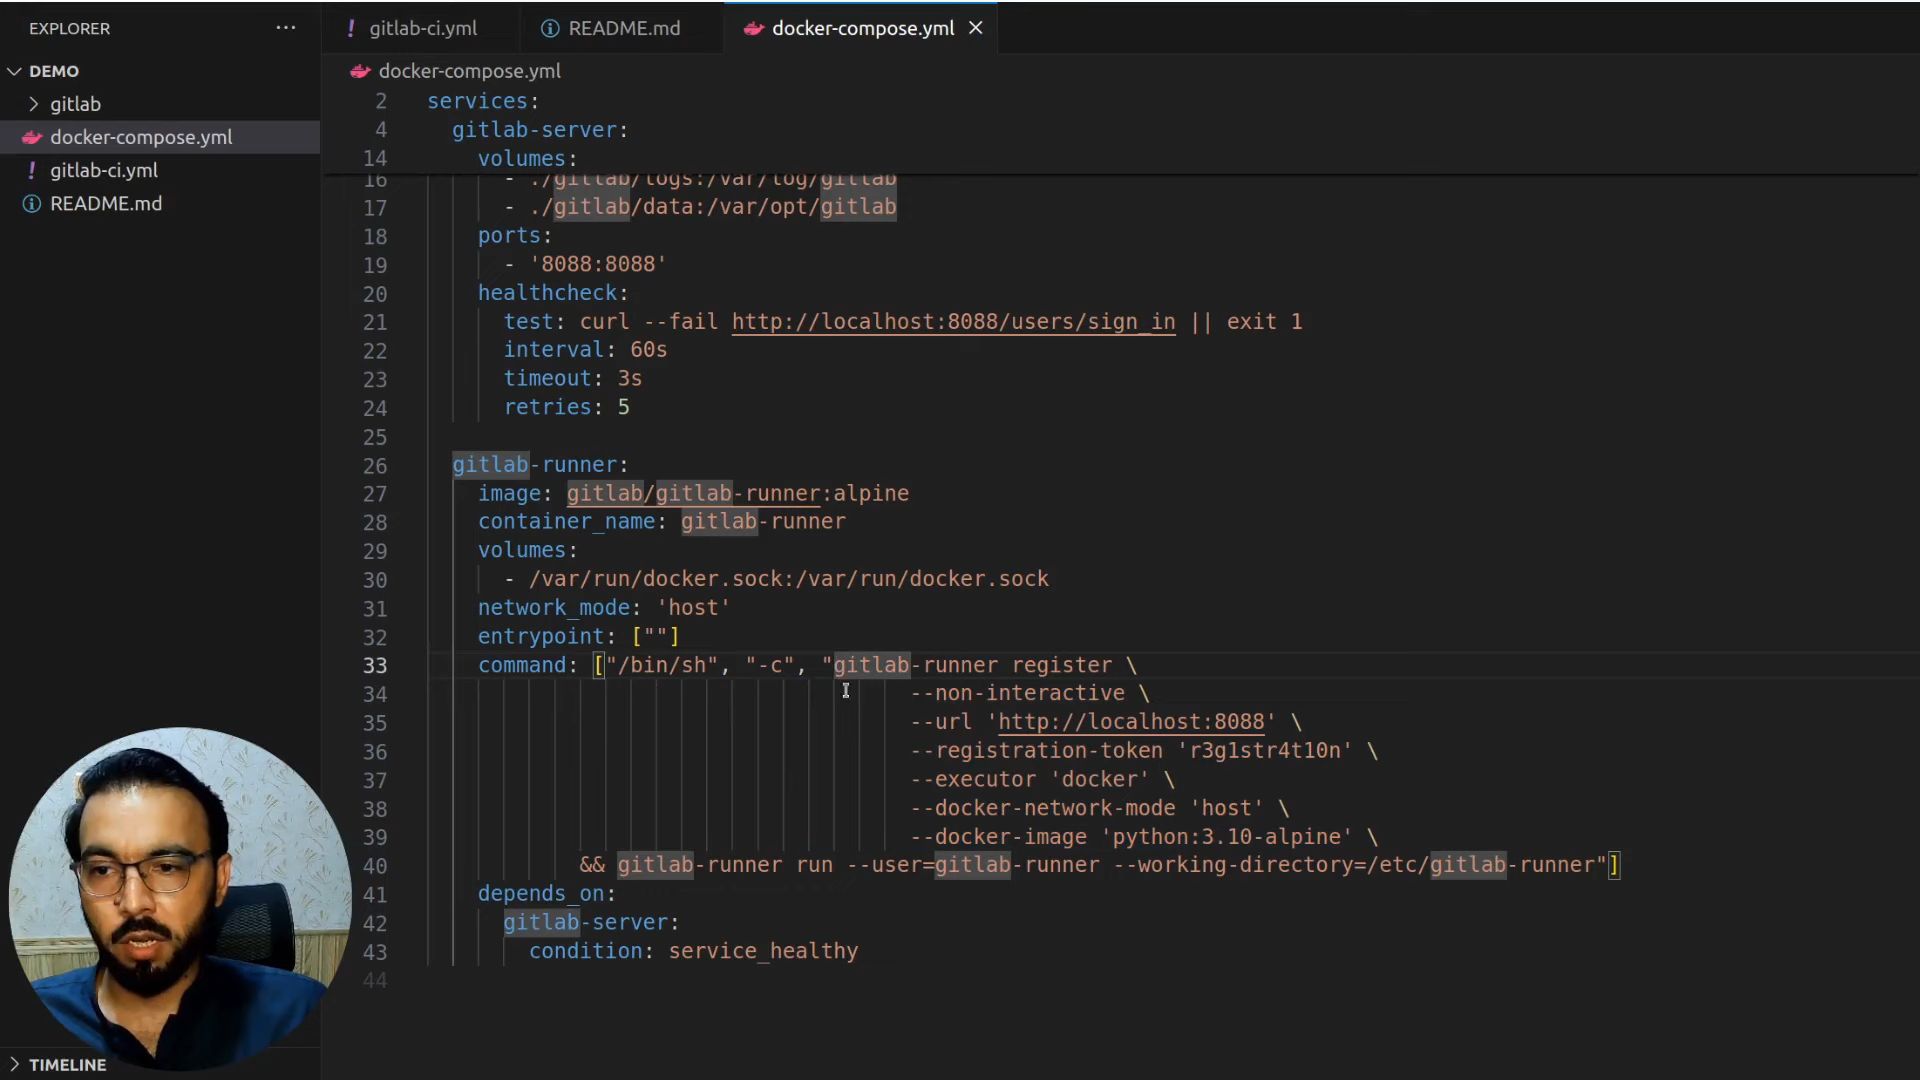 EXPLORER
DEMO
gitlab
docker-compose.yml
gitlab-ci.yml
README.md
TIMELINE
gitlab-ci.yml
README.md
docker-compose.yml
docker-compose.yml
2 services:
4 gitlab-server:
14 volumes:
16 - ./gitlab/logs:/var/log/gitlab
17 - ./gitlab/data:/var/opt/gitlab
18 ports:
19 - '8088:8088'
20 healthcheck:
21 test: curl --fail http://localhost:8088/users/sign_in || exit 1
22 interval: 60s
23 timeout: 3s
24 retries: 5
25
26 gitlab-runner:
27 image: gitlab/gitlab-runner:alpine
28 container_name: gitlab-runner
29 volumes:
30 - /var/run/docker.sock:/var/run/docker.sock
31 network_mode: 'host'
32 entrypoint: [""]
33 command: ["/bin/sh", "-c", "gitlab-runner register \
34 --non-interactive \
35 --url 'http://localhost:8088' \
36 --registration-token 'r3g1str4t10n' \
37 --executor 'docker' \
38 --docker-network-mode 'host' \
39 --docker-image 'python:3.10-alpine' \
40 && gitlab-runner run --user=gitlab-runner --working-directory=/etc/gitlab-runner"]
41 depends_on:
42 gitlab-server:
43 condition: service_healthy
44